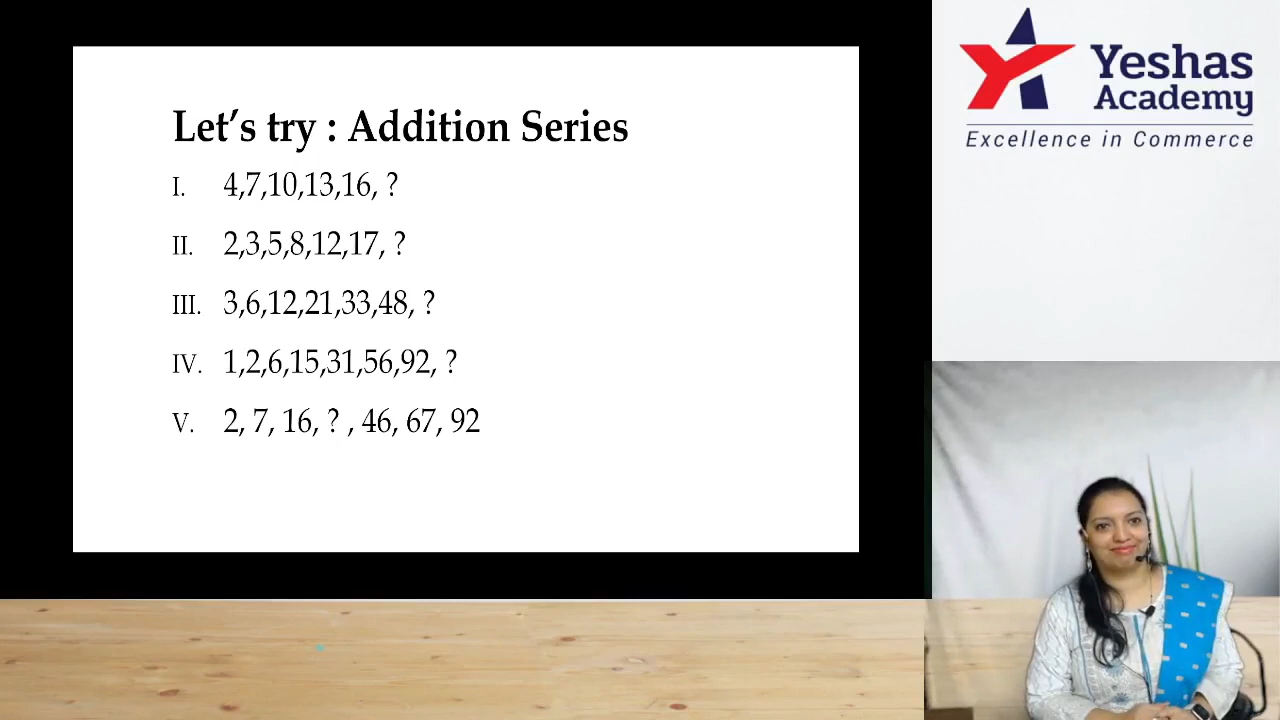 Let's try : Addition Series
I. 4,7,10,13,16, ?
II. 2,3,5,8,12,17, ?
III. 3,6,12,21,33,48, ?
IV. 1,2,6,15,31,56,92, ?
V. 2, 7, 16, ? , 46, 67, 92
Yeshas
Academy
Excellence in Commerce